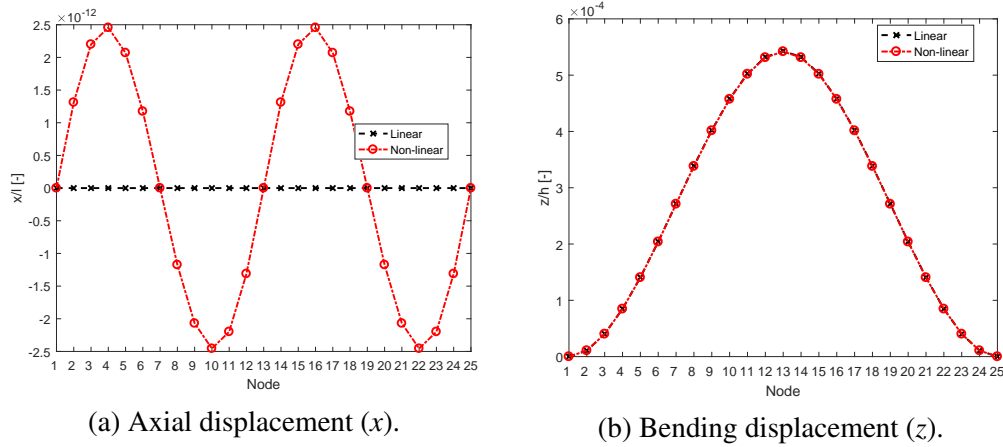 ×10⁻¹²
2.5
2
1.5
1
0.5
0
-0.5
-1
-1.5
-2
-2.5
x/l [-]
Linear
Non-linear
1 2 3 4 5 6 7 8 9 10 11 12 13 14 15 16 17 18 19 20 21 22 23 24 25
Node
(a) Axial displacement (x).
×10⁻⁴
6
5
4
3
2
1
0
z/h [-]
Linear
Non-linear
1 2 3 4 5 6 7 8 9 10 11 12 13 14 15 16 17 18 19 20 21 22 23 24 25
Node
(b) Bending displacement (z).